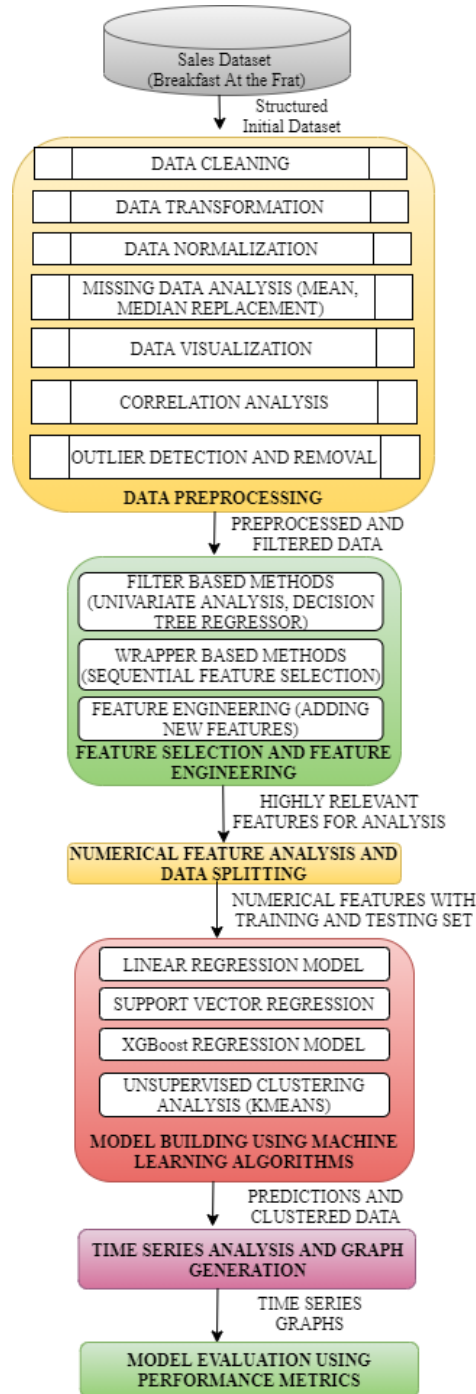 Sales Dataset
(Breakfast At the Frat)
Structured
Initial Dataset
DATA CLEANING
DATA TRANSFORMATION
DATA NORMALIZATION
MISSING DATA ANALYSIS (MEAN,
MEDIAN REPLACEMENT)
DATA VISUALIZATION
CORRELATION ANALYSIS
OUTLIER DETECTION AND REMOVAL
DATA PREPROCESSING
PREPROCESSED AND
FILTERED DATA
FILTER BASED METHODS
(UNIVARIATE ANALYSIS, DECISION
TREE REGRESSOR)
WRAPPER BASED METHODS
(SEQUENTIAL FEATURE SELECTION)
FEATURE ENGINEERING (ADDING
NEW FEATURES)
FEATURE SELECTION AND FEATURE
ENGINEERING
HIGHLY RELEVANT
FEATURES FOR ANALYSIS
NUMERICAL FEATURE ANALYSIS AND
DATA SPLITTING
NUMERICAL FEATURES WITH
TRAINING AND TESTING SET
LINEAR REGRESSION MODEL
SUPPORT VECTOR REGRESSION
XGBoost REGRESSION MODEL
UNSUPERVISED CLUSTERING
ANALYSIS (KMEANS)
MODEL BUILDING USING MACHINE
LEARNING ALGORITHMS
PREDICTIONS AND
CLUSTERED DATA
TIME SERIES ANALYSIS AND GRAPH
GENERATION
TIME SERIES
GRAPHS
MODEL EVALUATION USING
PERFORMANCE METRICS